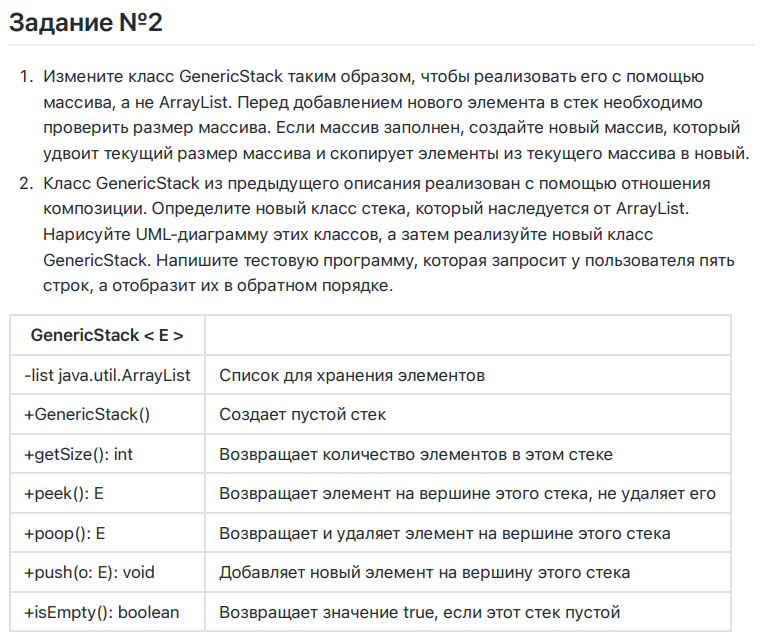 Задание №2
1. Измените класс GenericStack таким образом, чтобы реализовать его с помощью
массива, а не ArrayList. Перед добавлением нового элемента в стек необходимо
проверить размер массива. Если массив заполнен, создайте новый массив, который
удвоит текущий размер массива и скопирует элементы из текущего массива в новый.
2. Класс GenericStack из предыдущего описания реализован с помощью отношения
композиции. Определите новый класс стека, который наследуется от ArrayList.
Нарисуйте UML-диаграмму этих классов, а затем реализуйте новый класс
GenericStack. Напишите тестовую программу, которая запросит у пользователя пять
строк, а отобразит их в обратном порядке.
GenericStack < E >
-list java.util.ArrayList Список для хранения элементов
+GenericStack() Создает пустой стек
+getSize(): int Возвращает количество элементов в этом стеке
+peek(): E Возвращает элемент на вершине этого стека, не удаляет его
+poop(): E Возвращает и удаляет элемент на вершине этого стека
+push(o: E): void Добавляет новый элемент на вершину этого стека
+isEmpty(): boolean Возвращает значение true, если этот стек пустой